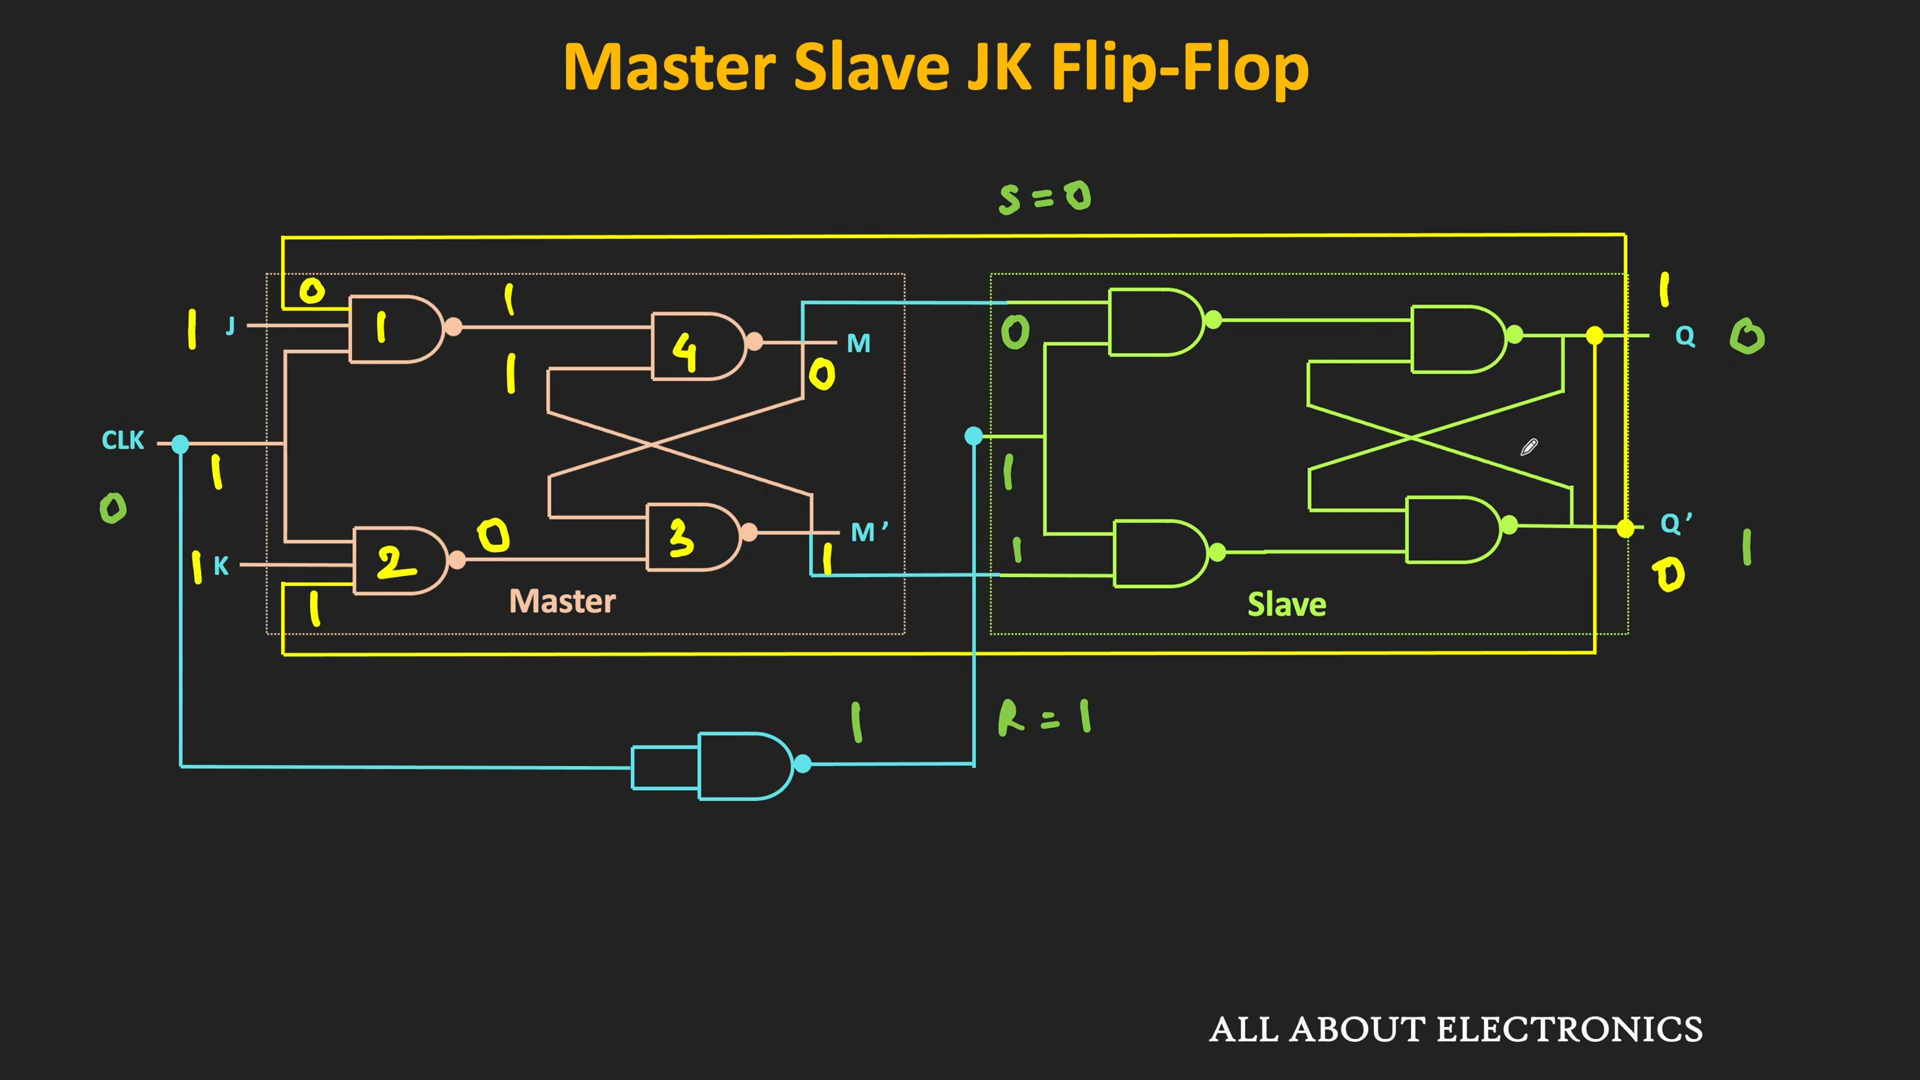 Master Slave JK Flip-Flop
S = 0
0 1 1
1 J 1 4 M 0 Q 0
1 0
CLK
1 1
0
0 3 M' 1 Q' 1
1 K 2 1 0
1 Master Slave
1 R = 1
ALL ABOUT ELECTRONICS